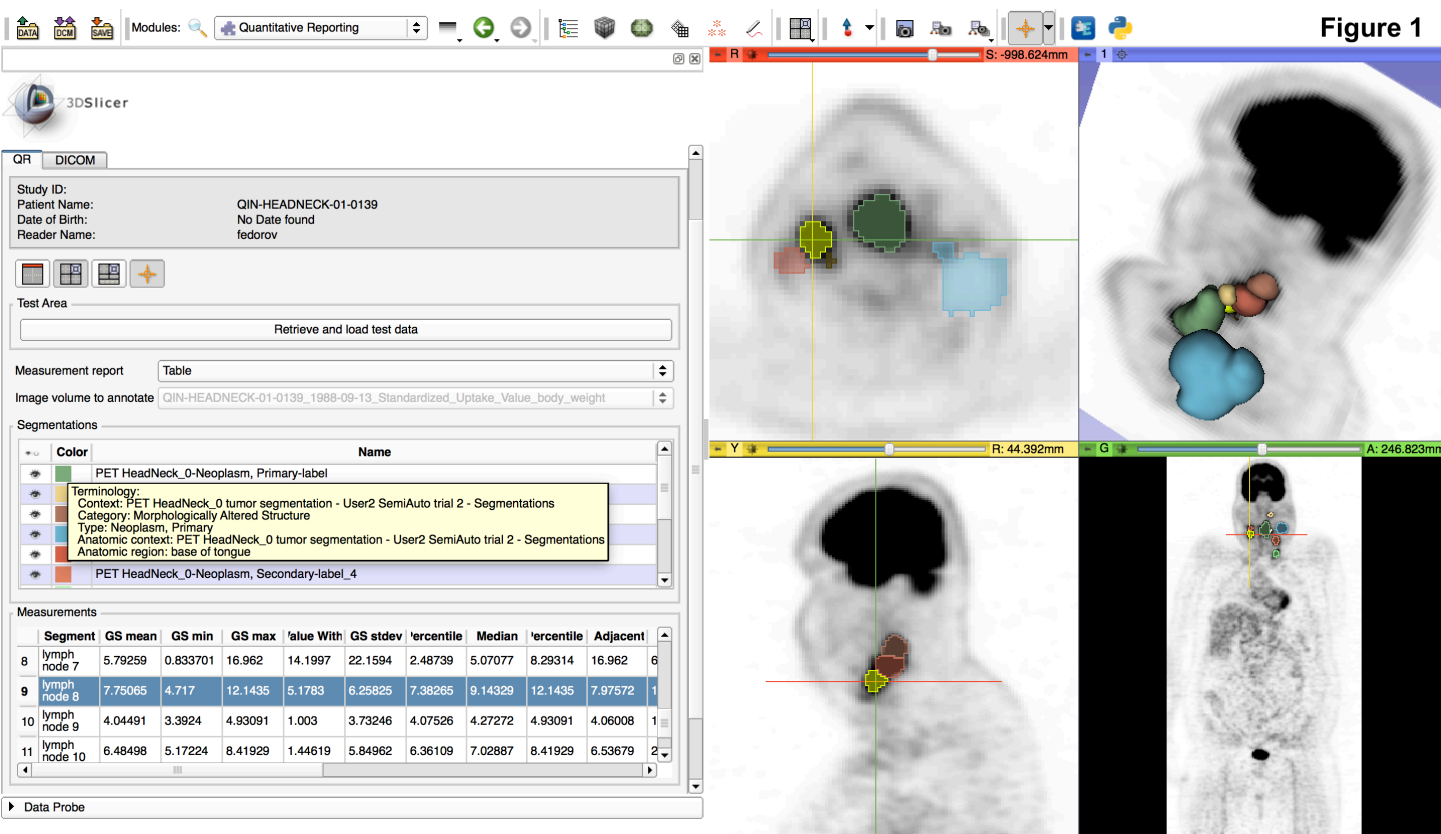 DATA
DCM
SAVE
Modules:
Quantitative Reporting
Figure 1
3DSlicer
QR
DICOM
Study ID:
Patient Name: QIN-HEADNECK-01-0139
Date of Birth: No Date found
Reader Name: fedorov
Test Area
Retrieve and load test data
Measurement report Table
Image volume to annotate QIN-HEADNECK-01-0139_1988-09-13_Standardized_Uptake_Value_body_weight
Segmentations
Color Name
PET HeadNeck_0-Neoplasm, Primary-label
Terminology:
Context: PET HeadNeck_0 tumor segmentation - User2 SemiAuto trial 2 - Segmentations
Category: Morphologically Altered Structure
Type: Neoplasm, Primary
Anatomic context: PET HeadNeck_0 tumor segmentation - User2 SemiAuto trial 2 - Segmentations
Anatomic region: base of tongue
PET HeadNeck_0-Neoplasm, Secondary-label_4
Measurements
Segment GS mean GS min GS max 'alue With GS stdev 'ercentile Median 'ercentile Adjacent
8 lymph node 7 5.79259 0.833701 16.962 14.1997 22.1594 2.48739 5.07077 8.29314 16.962 6
9 lymph node 8 7.75065 4.717 12.1435 5.1783 6.25825 7.38265 9.14329 12.1435 7.97572 1
10 lymph node 9 4.04491 3.3924 4.93091 1.003 3.73246 4.07526 4.27272 4.93091 4.06008 1
11 lymph node 10 6.48498 5.17224 8.41929 1.44619 5.84962 6.36109 7.02887 8.41929 6.53679 2
Data Probe
R S: -998.624mm
1
Y R: 44.392mm
G A: 246.823mm